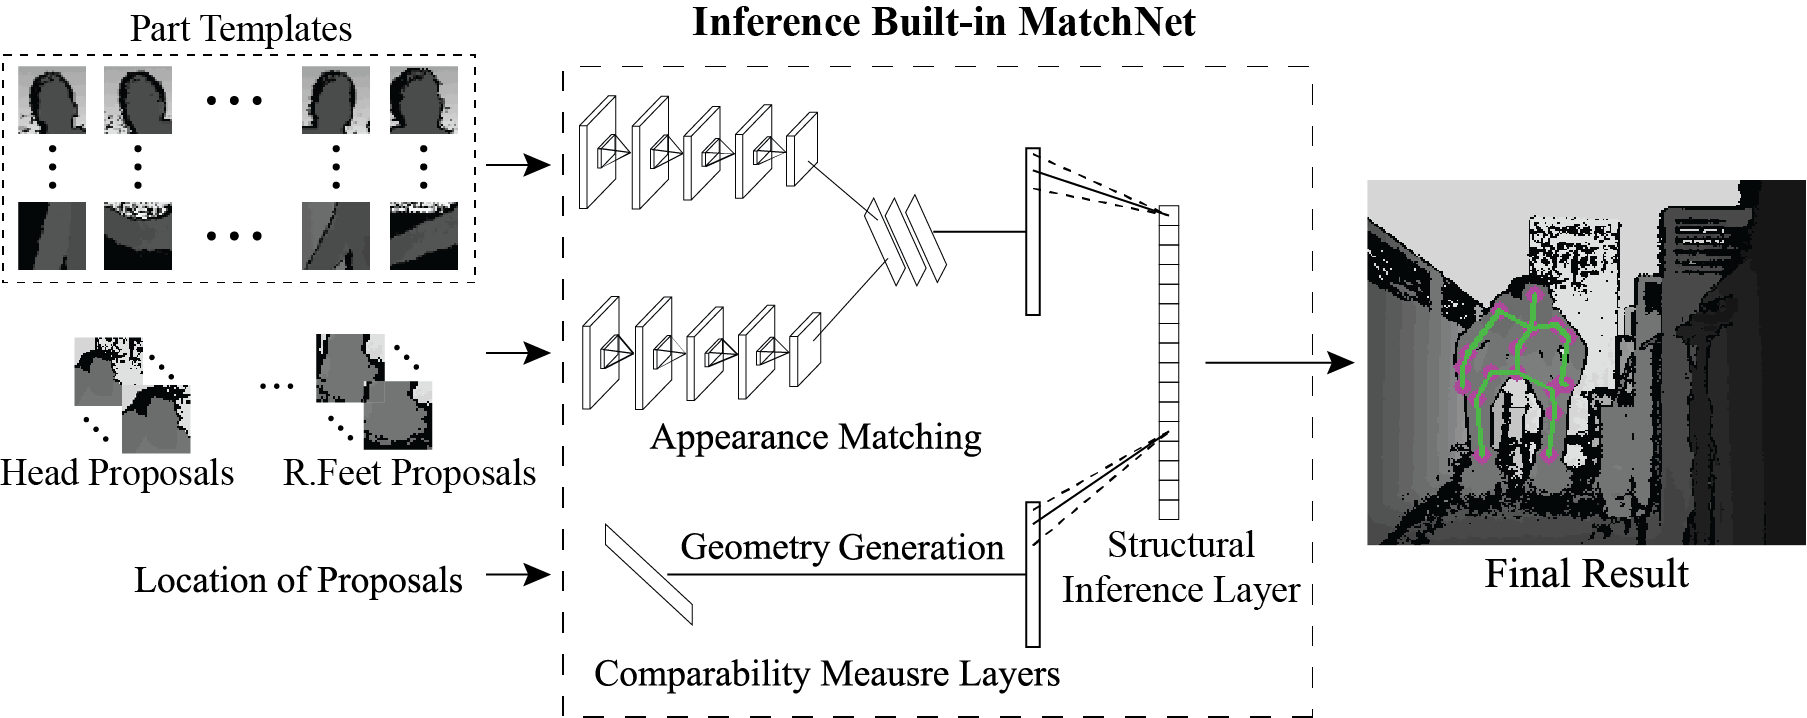 Part Templates
Inference Built-in MatchNet
Head Proposals
R.Feet Proposals
Appearance Matching
Location of Proposals
Geometry Generation
Comparability Meausre Layers
Structural
Inference Layer
Final Result